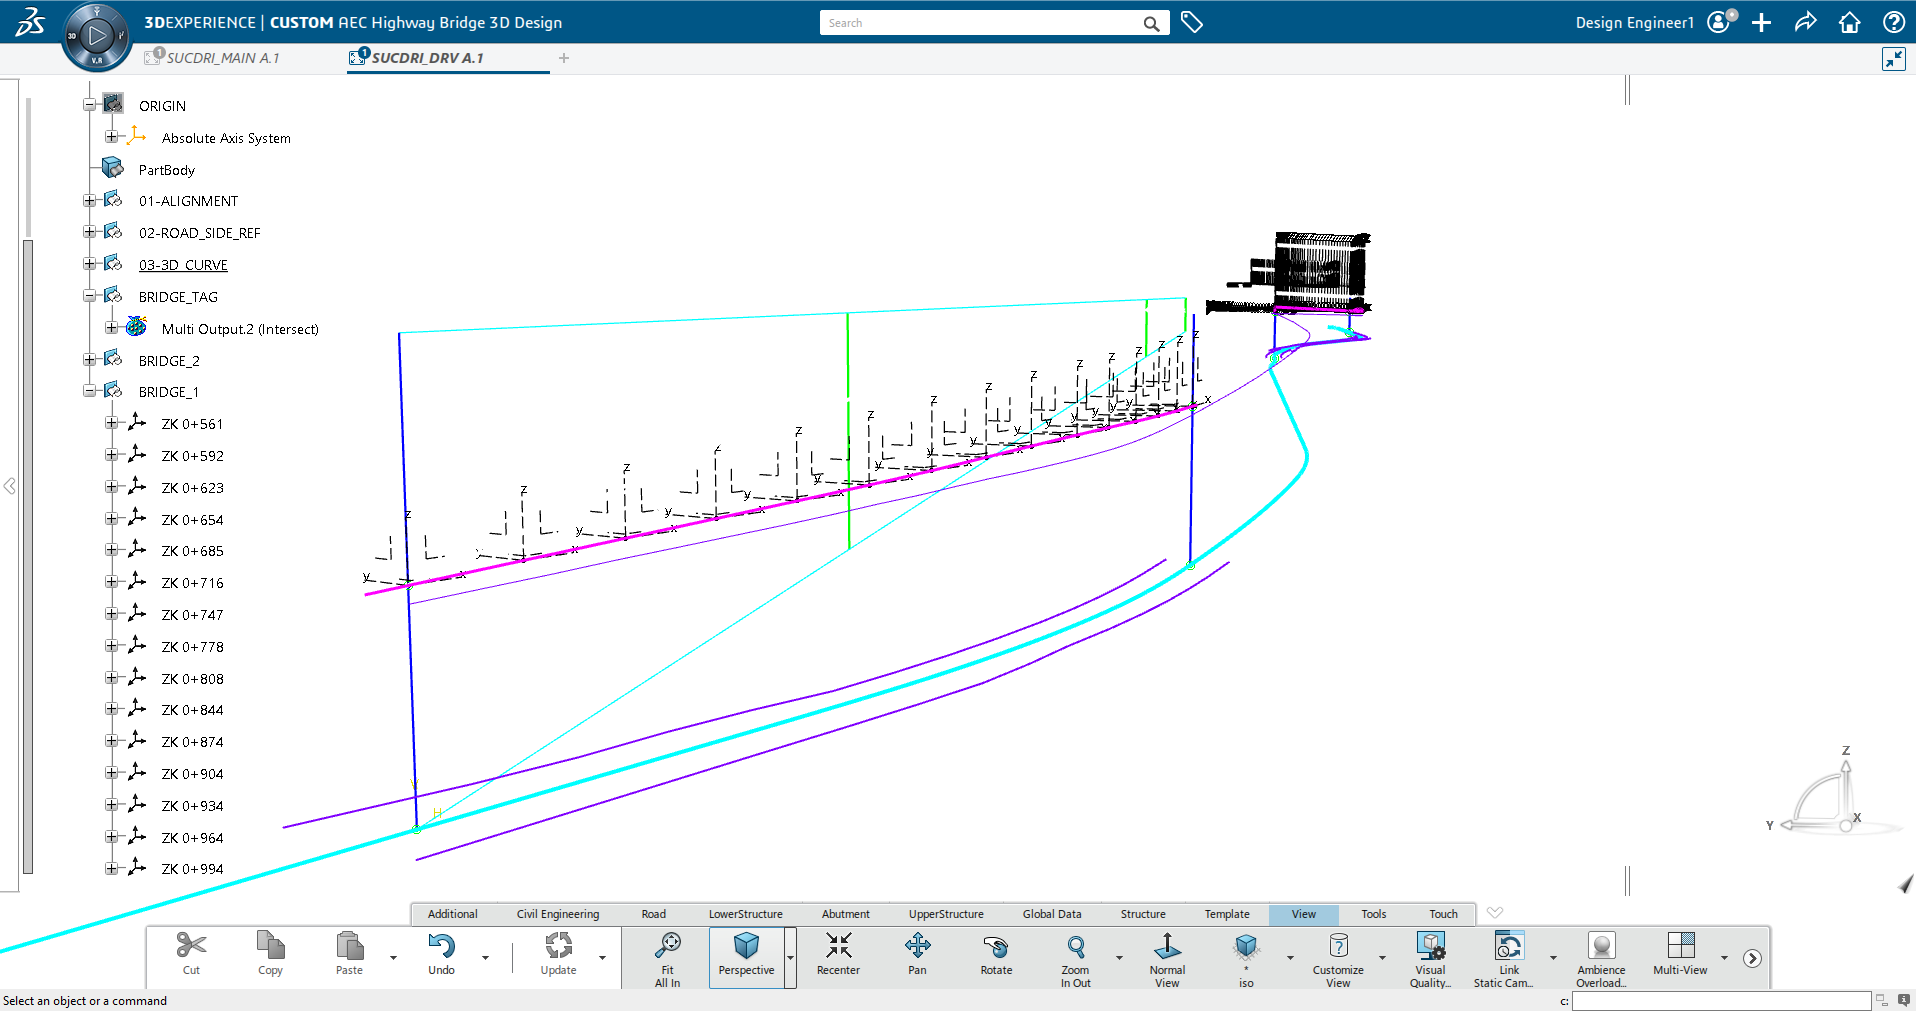 3DEXPERIENCE | CUSTOM AEC Highway Bridge 3D Design
Search
Design Engineer1
3D
V.R
1 SUCDRI_MAIN A.1
1 SUCDRI_DRV A.1
ORIGIN
Absolute Axis System
PartBody
01-ALIGNMENT
02-ROAD_SIDE_REF
03-3D_CURVE
BRIDGE_TAG
Multi Output.2 (Intersect)
BRIDGE_2
BRIDGE_1
ZK 0+561
ZK 0+592
ZK 0+623
ZK 0+654
ZK 0+685
ZK 0+716
ZK 0+747
ZK 0+778
ZK 0+808
ZK 0+844
ZK 0+874
ZK 0+904
ZK 0+934
ZK 0+964
ZK 0+994
H
Z
Y
X
Additional Civil Engineering Road LowerStructure Abutment UpperStructure Global Data Structure Template View Tools Touch
Cut Copy Paste Undo Update Fit All In Perspective Recenter Pan Rotate Zoom In Out Normal View * iso Customize View Visual Quality... Link Static Cam... Ambience Overload... Multi-View
Select an object or a command
c: